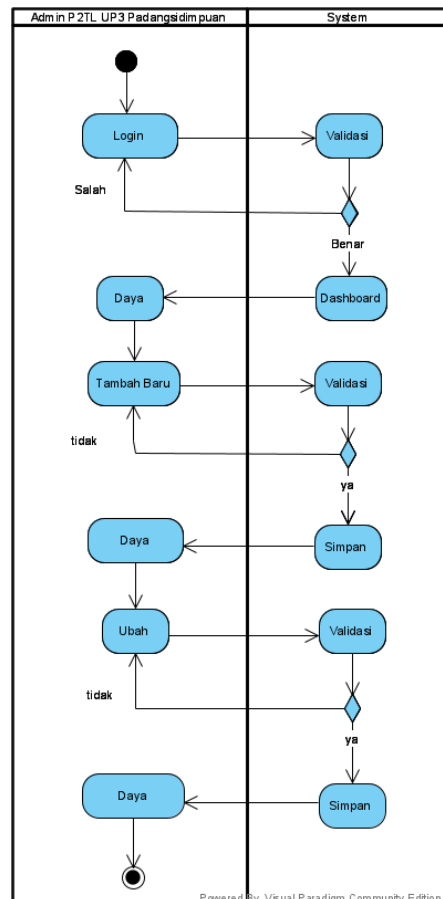 Admin P2TL UP3 Padangsidimpuan
System
Login
Validasi
Salah
Benar
Daya
Dashboard
Tambah Baru
Validasi
tidak
ya
Daya
Simpan
Ubah
Validasi
tidak
ya
Daya
Simpan
Powered By Visual Paradigm Community Edition